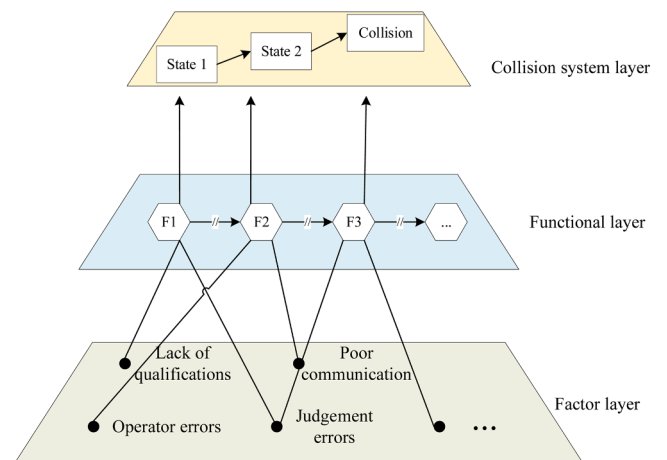 Collision
State 2
State 1
Collision system layer
F1
F2
F3
...
Functional layer
Lack of
qualifications
Poor
communication
Factor layer
Operator errors
Judgement
errors
...